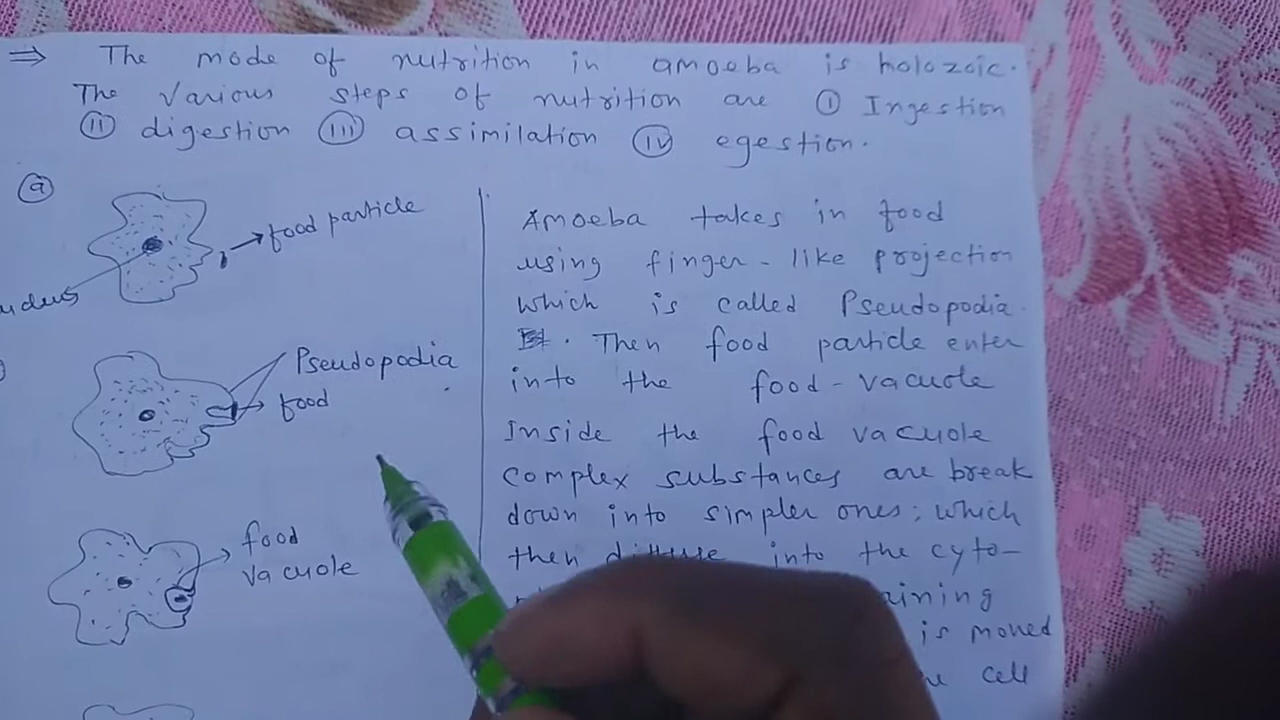 ⇒ The mode of nutrition in amoeba is holozoic.
The various steps of nutrition are ⓘ Ingestion
(ii) digestion (iii) assimilation (iv) egestion.
ⓐ
food particle
Pseudopodia
food
food
vacuole
Amoeba takes in food
using finger-like projection
which is called Pseudopodia.
. Then food particle enter
into the food-vacuole
Inside the food vacuole
complex substances are break
down into simpler ones; which
then into the cyto-
is moved
cell